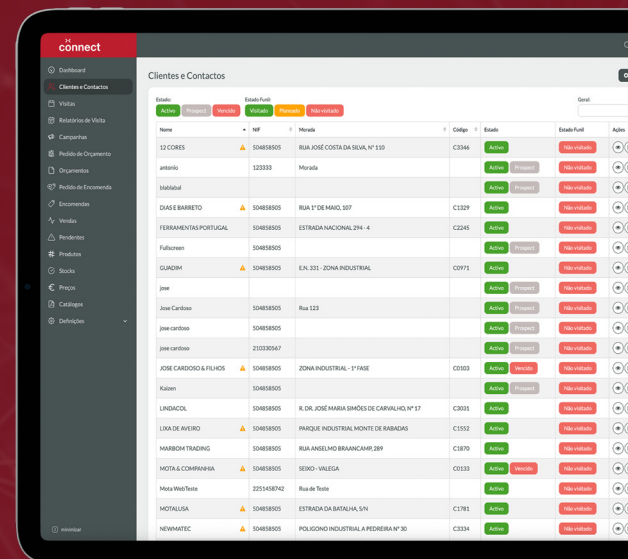 connect
Dashboard
Clientes e Contactos
Visitas
Relatórios de Visita
Campanhas
Pedido de Orçamento
Orçamentos
Pedido de Encomenda
Encomendas
Vendas
Pendentes
Produtos
Stocks
Preços
Catálogos
Definições
minimizar
Clientes e Contactos
Estado: Estado Funil: Geral:
Activo Prospect Vencido Visitado Planeado Não visitado
Nome NIF Morada Código Estado Estado Funil Ações
12 CORES 504858505 RUA JOSÉ COSTA DA SILVA, Nº 110 C3346 Activo Não visitado
antonio 123333 Morada Activo Prospect Não visitado
blablabal Activo Prospect Não visitado
DIAS E BARRETO 504858505 RUA 1º DE MAIO, 107 C1329 Activo Não visitado
FERRAMENTAS PORTUGAL 504858505 ESTRADA NACIONAL 294 - 4 C2245 Activo Não visitado
Fullscreen 504858505 Activo Prospect Não visitado
GUADIM 504858505 E.N. 331 - ZONA INDUSTRIAL C0971 Activo Não visitado
jose Activo Prospect Não visitado
Jose Cardoso 504858505 Rua 123 Activo Prospect Não visitado
jose cardoso 504858505 Activo Prospect Não visitado
jose cardoso 210330567 Activo Prospect Não visitado
JOSE CARDOSO & FILHOS 504858505 ZONA INDUSTRIAL - 1ª FASE C0103 Activo Vencido Não visitado
Kaizen 504858505 Activo Prospect Não visitado
LINDACOL 504858505 R. DR. JOSÉ MARIA SIMÕES DE CARVALHO, Nº 17 C3031 Activo Não visitado
LIXA DE AVEIRO 504858505 PARQUE INDUSTRIAL MONTE DE RABADAS C1552 Activo Não visitado
MARBOM TRADING 504858505 RUA ANSELMO BRAANCAMP, 289 C1870 Activo Não visitado
MOTA & COMPANHIA 504858505 SEIXO - VALEGA C0133 Activo Vencido Não visitado
Mota WebTeste 2251458742 Rua de Teste Activo Não visitado
MOTALUSA 504858505 ESTRADA DA BATALHA, S/N C1781 Activo Não visitado
NEWMATEC 504858505 POLIGONO INDUSTRIAL A PEDREIRA Nº 30 C3334 Activo Não visitado